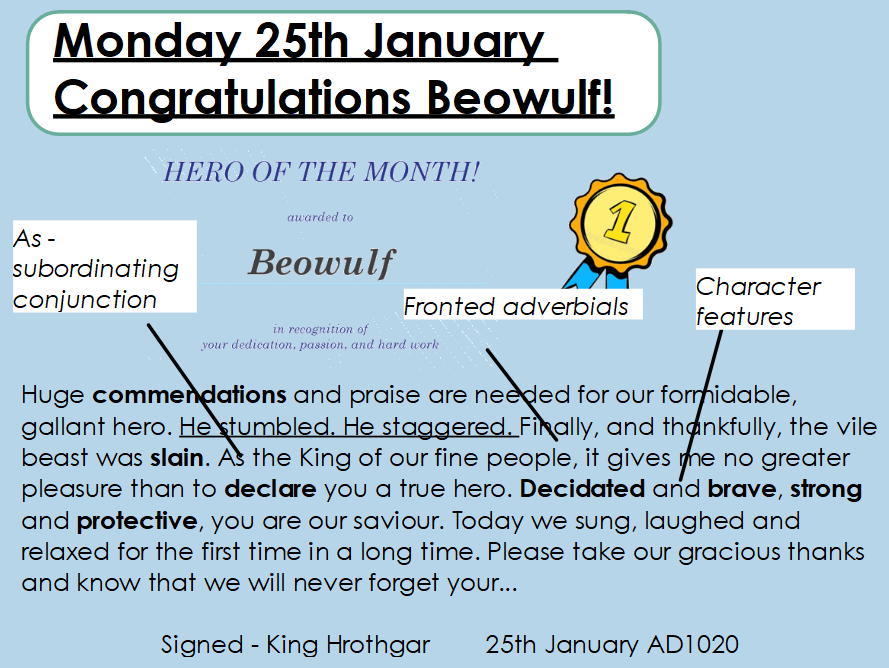 Monday 25th January
Congratulations Beowulf!
HERO OF THE MONTH!
awarded to
Beowulf
in recognition of
your dedication, passion, and hard work
1
As -
subordinating
conjunction
Fronted adverbials
Character
features
Huge commendations and praise are needed for our formidable,
gallant hero. He stumbled. He staggered. Finally, and thankfully, the vile
beast was slain. As the King of our fine people, it gives me no greater
pleasure than to declare you a true hero. Decidated and brave, strong
and protective, you are our saviour. Today we sung, laughed and
relaxed for the first time in a long time. Please take our gracious thanks
and know that we will never forget your...
Signed - King Hrothgar 25th January AD1020